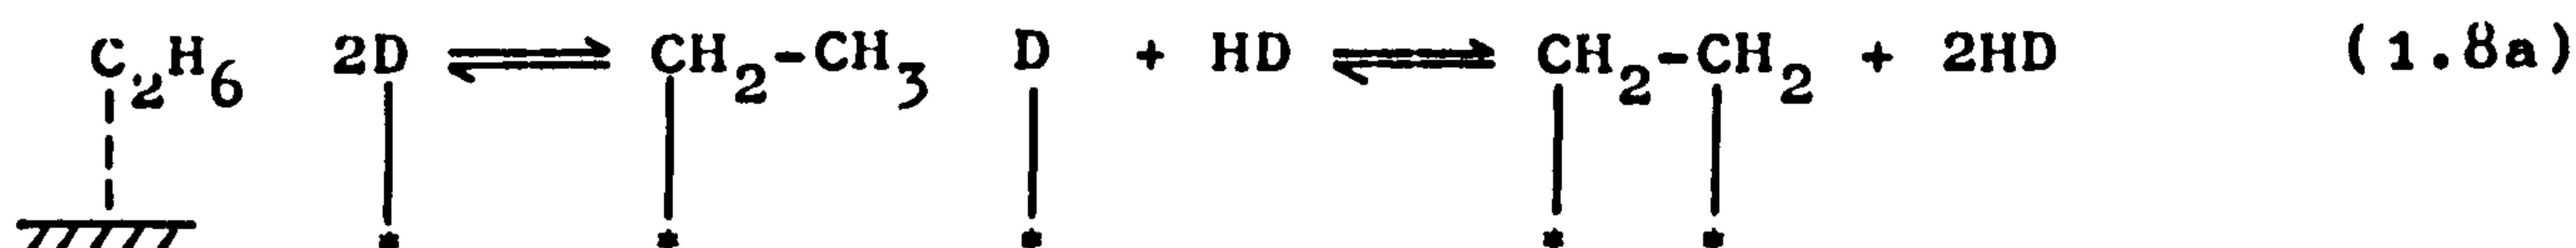 C₂H₆ 2D ⇌ CH₂-CH₃ D + HD ⇌ CH₂-CH₂ + 2HD (1.8a)
* * * * *